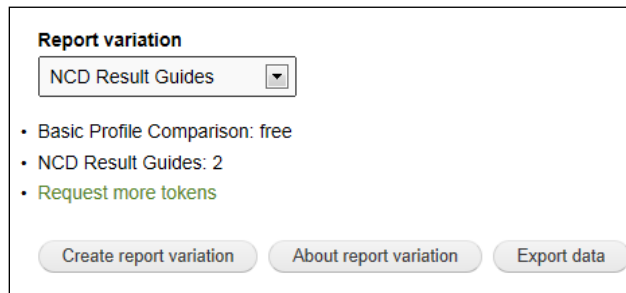 Report variation
NCD Result Guides
• Basic Profile Comparison: free
• NCD Result Guides: 2
• Request more tokens
Create report variation About report variation Export data